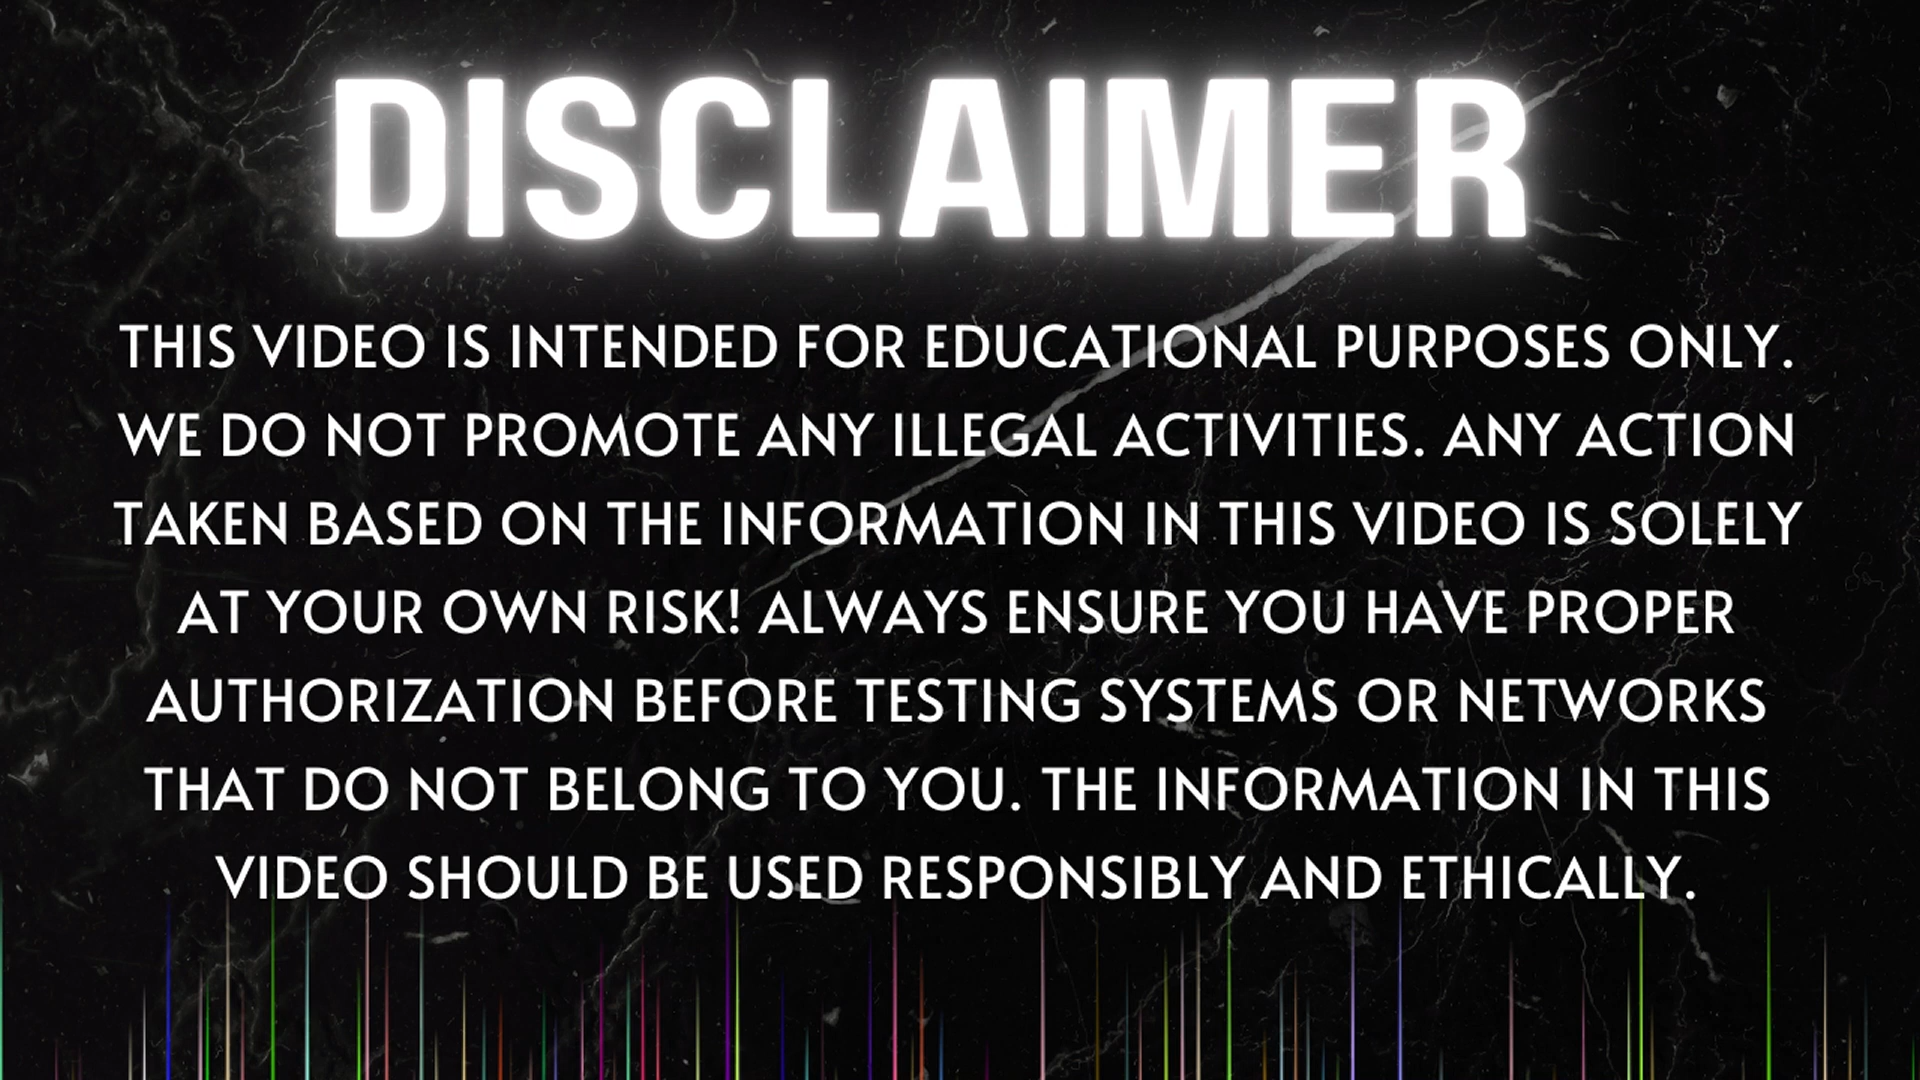 DISCLAIMER
THIS VIDEO IS INTENDED FOR EDUCATIONAL PURPOSES ONLY.
WE DO NOT PROMOTE ANY ILLEGAL ACTIVITIES. ANY ACTION
TAKEN BASED ON THE INFORMATION IN THIS VIDEO IS SOLELY
AT YOUR OWN RISK! ALWAYS ENSURE YOU HAVE PROPER
AUTHORIZATION BEFORE TESTING SYSTEMS OR NETWORKS
THAT DO NOT BELONG TO YOU. THE INFORMATION IN THIS
VIDEO SHOULD BE USED RESPONSIBLY AND ETHICALLY.